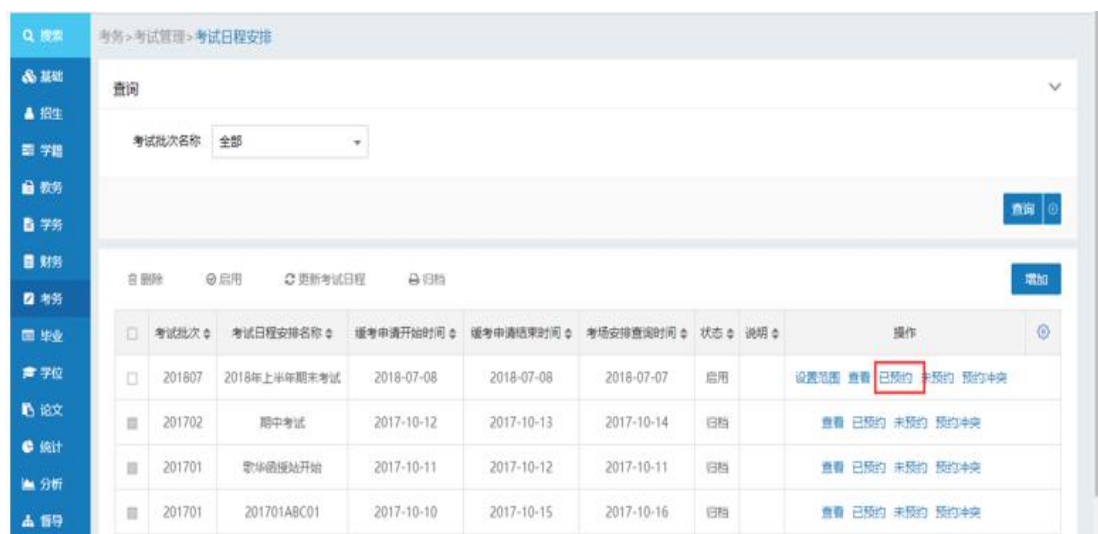 搜索
基础
招生
学籍
教务
学务
财务
考务
毕业
学位
论文
统计
分析
督导
考务>考试管理>考试日程安排
查询
考试批次名称 全部
查询
删除 启用 更新考试日程 归档
增加
考试批次 考试日程安排名称 缓考申请开始时间 缓考申请结束时间 考场安排查询时间 状态 说明 操作
201807 2018年上半年期末考试 2018-07-08 2018-07-08 2018-07-07 启用 设置范围 查看 已预约 未预约 预约冲突
201702 期中考试 2017-10-12 2017-10-13 2017-10-14 归档 查看 已预约 未预约 预约冲突
201701 歌华函授站开始 2017-10-11 2017-10-12 2017-10-11 归档 查看 已预约 未预约 预约冲突
201701 201701ABC01 2017-10-10 2017-10-15 2017-10-16 归档 查看 已预约 未预约 预约冲突